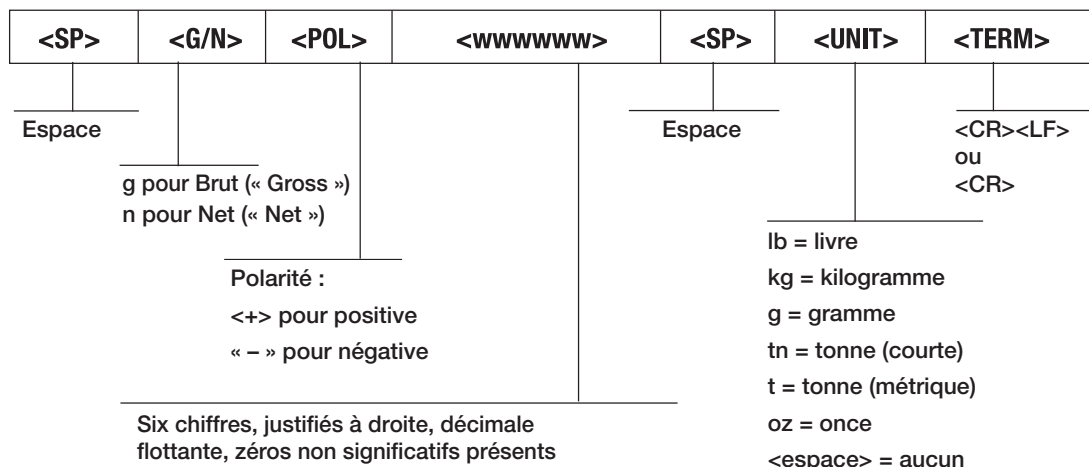 <SP> <G/N> <POL> <wwwwww> <SP> <UNIT> <TERM>
Espace
g pour Brut (« Gross »)
n pour Net (« Net »)
Polarité :
<+> pour positive
« – » pour négative
Six chiffres, justifiés à droite, décimale
flottante, zéros non significatifs présents
Espace
lb = livre
kg = kilogramme
g = gramme
tn = tonne (courte)
t = tonne (métrique)
oz = once
<espace> = aucun
<CR><LF>
ou
<CR>